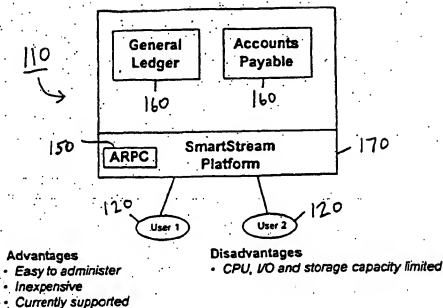 110
General
Ledger
Accounts
Payable
160
160
150
ARPC
SmartStream
Platform
170
120
User 1
User 2
120
Advantages
• Easy to administer
• Inexpensive
• Currently supported
Disadvantages
• CPU, I/O and storage capacity limited